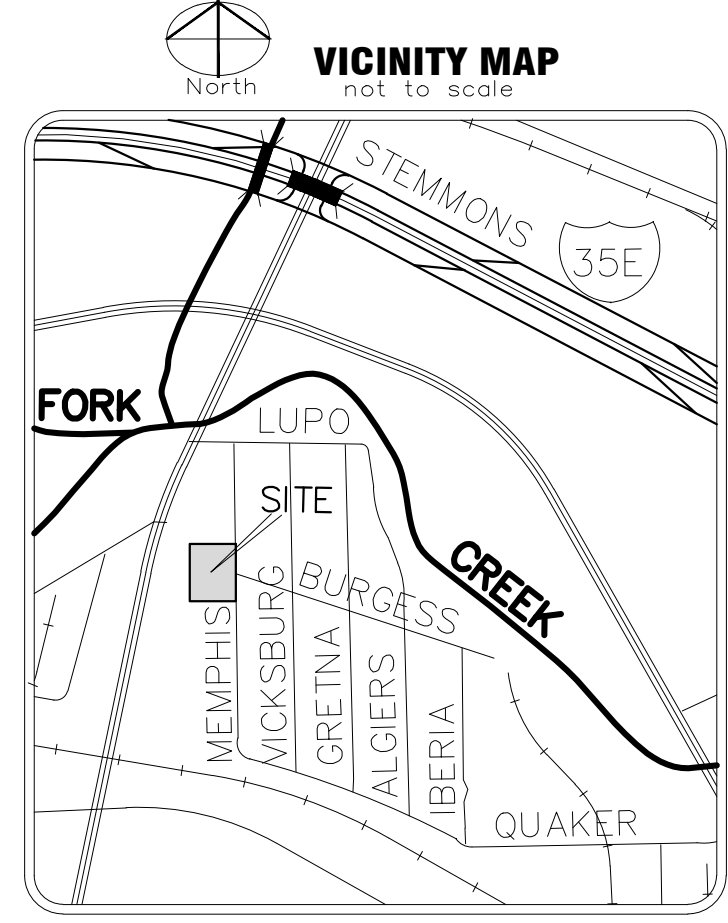 North
VICINITY MAP
not to scale
STEMMONS
35E
FORK
LUPO
SITE
CREEK
BURGESS
MEMPHIS
VICKSBURG
GRETNA
ALGIERS
IBERIA
QUAKER